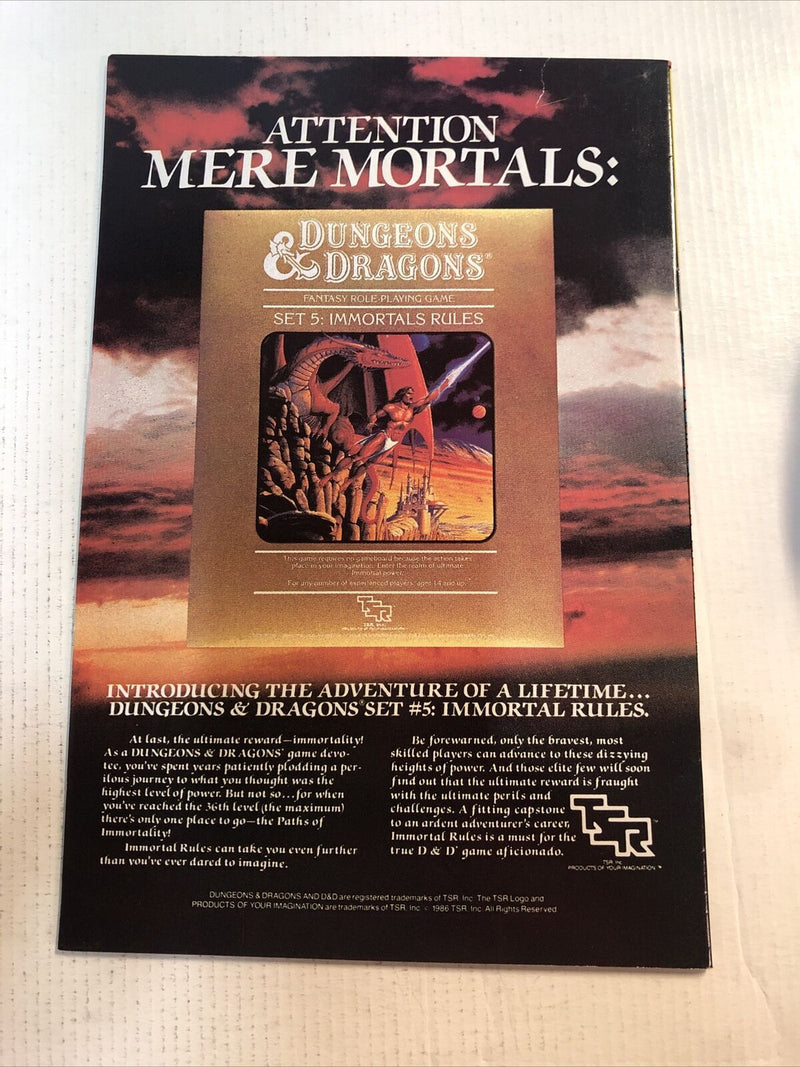 ATTENTION
MERE MORTALS:
DUNGEONS
& DRAGONS®
FANTASY ROLE-PLAYING GAME
SET 5: IMMORTALS RULES
This game requires no gameboard because the action takes
place in your imagination. Enter the realm of ultimate
Immortal power.
For any number of experienced players, ages 14 and up.
TSR
TSR, Inc.
PRODUCTS OF YOUR IMAGINATION
INTRODUCING THE ADVENTURE OF A LIFETIME...
DUNGEONS & DRAGONS® SET #5: IMMORTAL RULES.
At last, the ultimate reward—immortality!
As a DUNGEONS & DRAGONS® game devo-
tee, you've spent years patiently plodding a per-
ilous journey to what you thought was the
highest level of power. But not so...for when
you've reached the 36th level (the maximum)
there's only one place to go—the Paths of
Immortality!
Immortal Rules can take you even further
than you've ever dared to imagine.
Be forewarned, only the bravest, most
skilled players can advance to these dizzying
heights of power. And those elite few will soon
find out that the ultimate reward is fraught
with the ultimate perils and
challenges. A fitting capstone
to an ardent adventurer's career,
Immortal Rules is a must for the
true D & D® game aficionado.
TSR™
TSR, Inc.
PRODUCTS OF YOUR IMAGINATION™
DUNGEONS & DRAGONS AND D&D are registered trademarks of TSR, Inc. The TSR Logo and
PRODUCTS OF YOUR IMAGINATION are trademarks of TSR, Inc. © 1986 TSR, Inc. All Rights Reserved